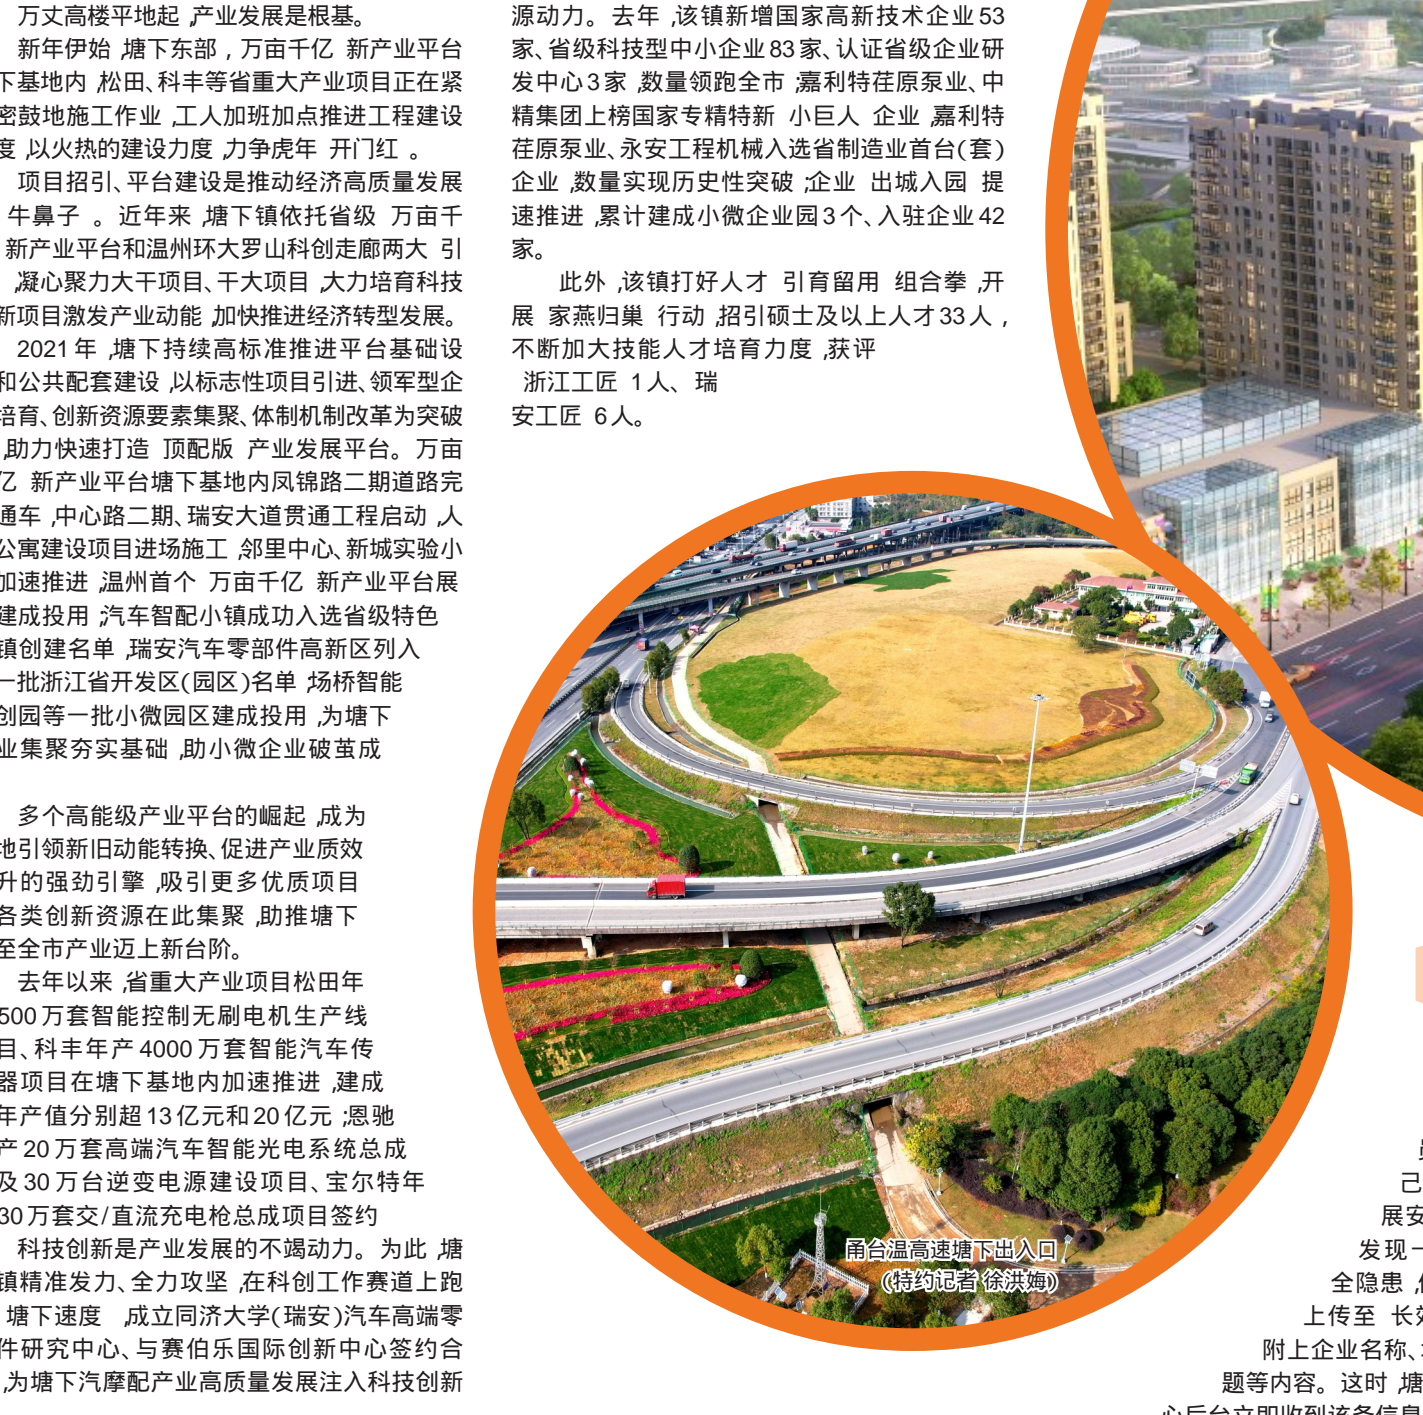 万丈高楼平地起 ,产业发展是根基。
新年伊始 ,塘下东部 , 万亩千亿 新产业平台
下基地内 ,松田、科丰等省重大产业项目正在紧
密鼓地施工作业 ,工人加班加点推进工程建设
度 ,以火热的建设力度 ,力争虎年 开门红 。
项目招引、平台建设是推动经济高质量发展
牛鼻子 。近年来 ,塘下镇依托省级 万亩千
新产业平台和温州环大罗山科创走廊两大 引
,凝心聚力大干项目、干大项目 ,大力培育科技
新项目激发产业动能 ,加快推进经济转型发展。
2021年 ,塘下持续高标准推进平台基础设
和公共配套建设 ,以标志性项目引进、领军型企
培育、创新资源要素集聚、体制机制改革为突破
,助力快速打造 顶配版 产业发展平台。万亩
亿 新产业平台塘下基地内凤锦路二期道路完
通车 ,中心路二期、瑞安大道贯通工程启动 ,人
公寓建设项目进场施工 ,邻里中心、新城实验小
加速推进 ,温州首个 万亩千亿 新产业平台展
建成投用 ;汽车智配小镇成功入选省级特色
镇创建名单 ,瑞安汽车零部件高新区列入
一批浙江省开发区(园区)名单 ,场桥智能
创园等一批小微园区建成投用 ,为塘下
业集聚夯实基础 ,助小微企业破茧成
多个高能级产业平台的崛起 ,成为
地引领新旧动能转换、促进产业质效
升的强劲引擎 ,吸引更多优质项目
各类创新资源在此集聚 ,助推塘下
至全市产业迈上新台阶。
去年以来 ,省重大产业项目松田年
500万套智能控制无刷电机生产线
目、科丰年产4000万套智能汽车传
器项目在塘下基地内加速推进 ,建成
年产值分别超13亿元和20亿元 ;恩驰
产20万套高端汽车智能光电系统总成
及30万台逆变电源建设项目、宝尔特年
30万套交/直流充电枪总成项目签约
科技创新是产业发展的不竭动力。为此 ,塘
镇精准发力、全力攻坚 ,在科创工作赛道上跑
塘下速度 ,成立同济大学(瑞安)汽车高端零
件研究中心、与赛伯乐国际创新中心签约合
,为塘下汽摩配产业高质量发展注入科技创新
源动力。去年 ,该镇新增国家高新技术企业53
家、省级科技型中小企业83家、认证省级企业研
发中心3家 ,数量领跑全市 ;嘉利特荏原泵业、中
精集团上榜国家专精特新 小巨人 企业 ,嘉利特
荏原泵业、永安工程机械入选省制造业首台(套)
企业 ,数量实现历史性突破 ;企业 出城入园 提
速推进 ,累计建成小微企业园3个、入驻企业42
家。
此外 ,该镇打好人才 引育留用 组合拳 ,开
展 家燕归巢 行动 ,招引硕士及以上人才33人 ,
不断加大技能人才培育力度 ,获评
浙江工匠 1人、瑞
安工匠 6人。
甬台温高速塘下出入口
(特约记者 徐洪娒)
己
展安
发现一
全隐患 ,
上传至 长效
附上企业名称、
题等内容。这时 ,塘
心后台立即收到该条信息